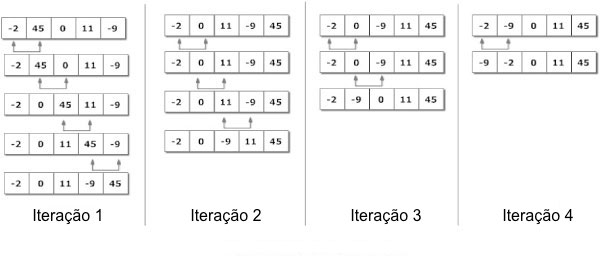 -2 45 0 11 -9
-2 45 0 11 -9
-2 0 45 11 -9
-2 0 11 45 -9
-2 0 11 -9 45
Iteração 1
-2 0 11 -9 45
-2 0 11 -9 45
-2 0 11 -9 45
-2 0 -9 11 45
Iteração 2
-2 0 -9 11 45
-2 0 -9 11 45
-2 -9 0 11 45
Iteração 3
-2 -9 0 11 45
-9 -2 0 11 45
Iteração 4